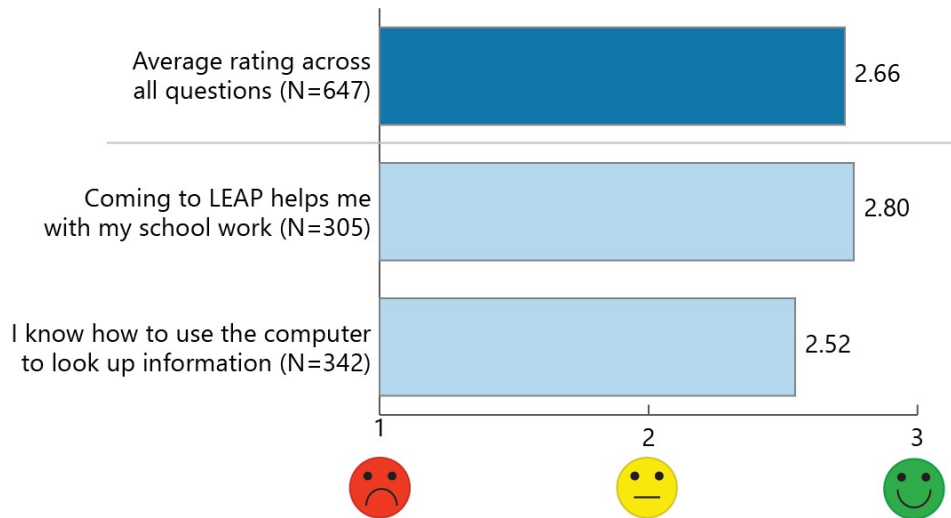 Average rating across
all questions (N=647)
2.66
Coming to LEAP helps me
with my school work (N=305)
2.80
I know how to use the computer
to look up information (N=342)
2.52
1
2
3